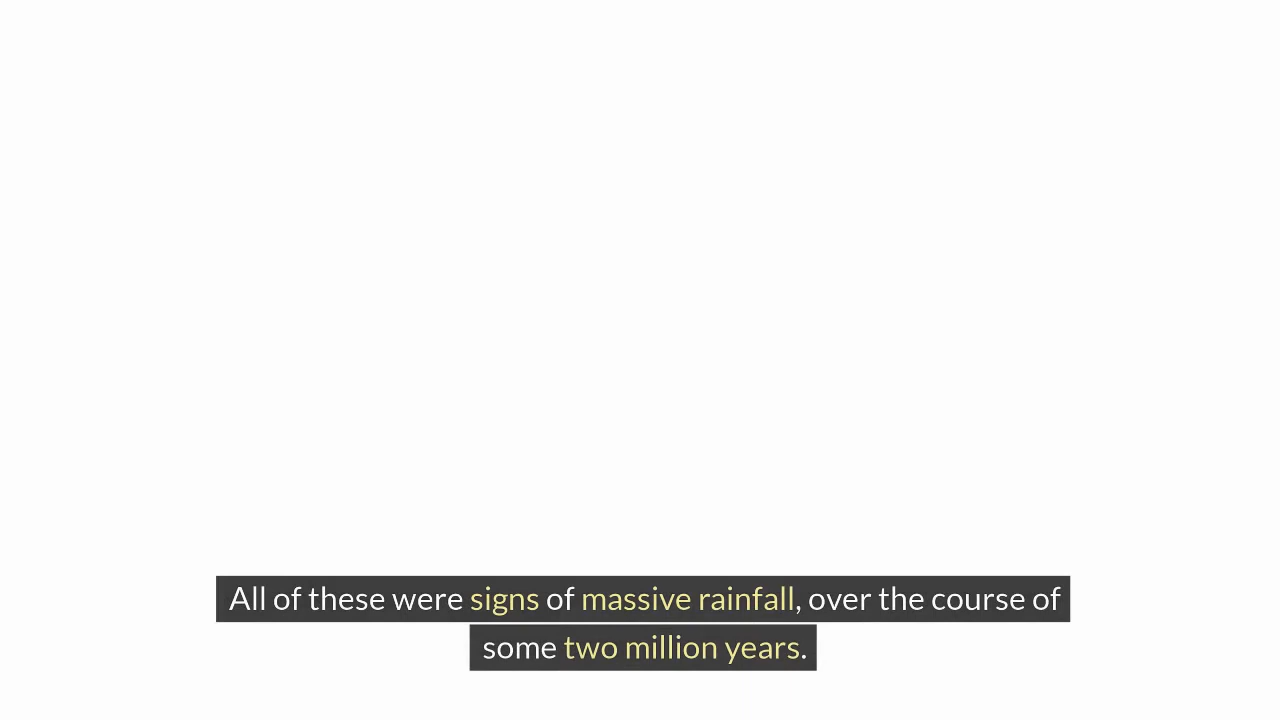 All of these were signs of massive rainfall, over the course of
some two million years.